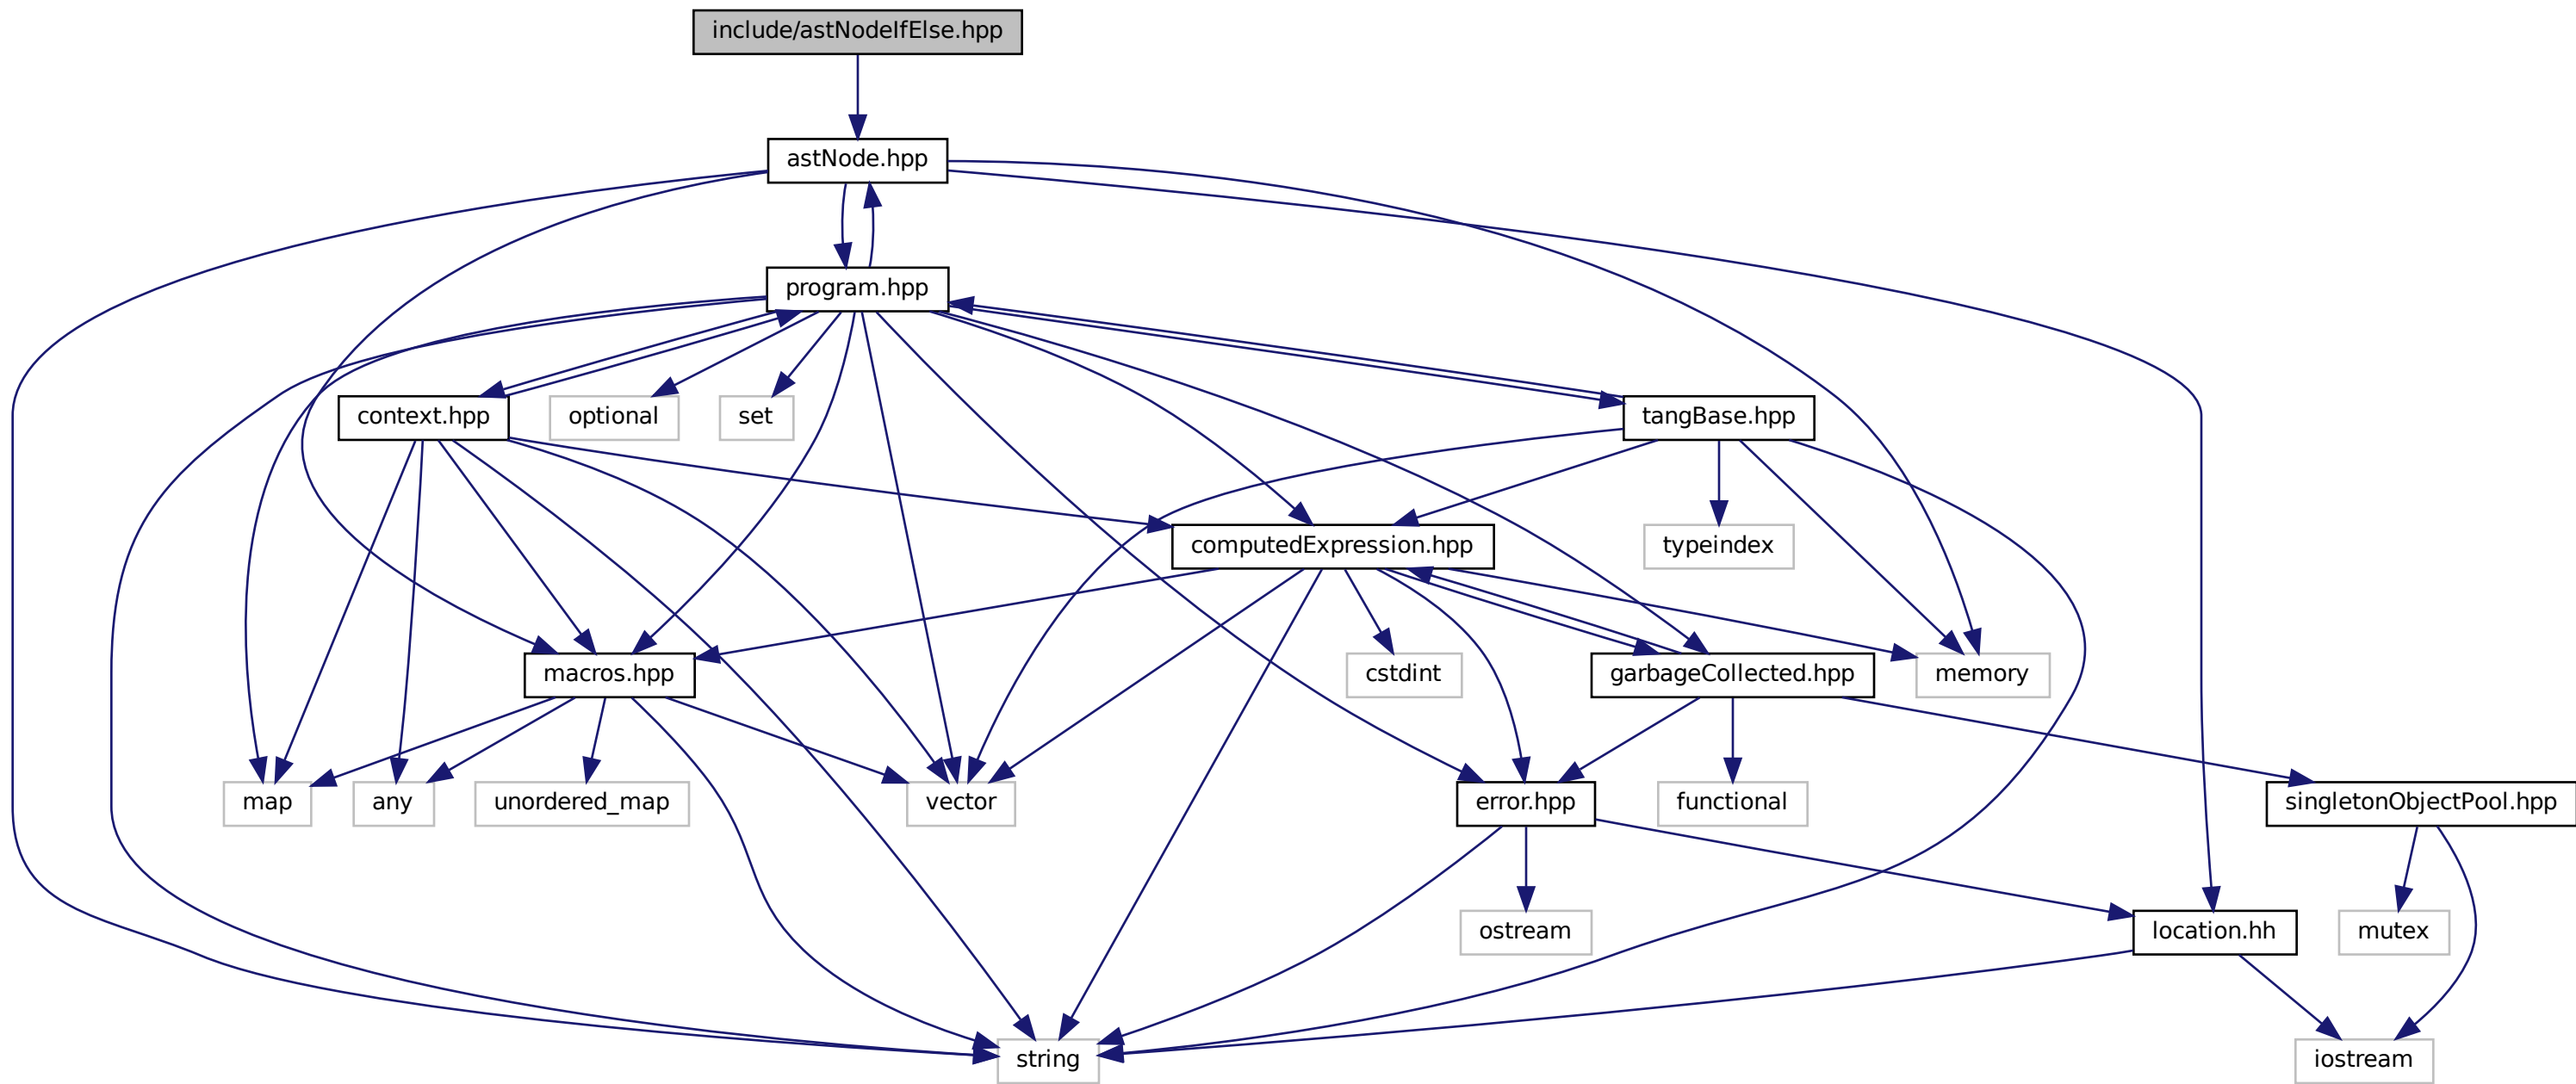 include/astNodeIfElse.hpp
astNode.hpp
program.hpp
context.hpp
optional
set
tangBase.hpp
computedExpression.hpp
typeindex
macros.hpp
cstdint
garbageCollected.hpp
memory
map
any
unordered_map
vector
error.hpp
functional
singletonObjectPool.hpp
ostream
location.hh
mutex
string
iostream